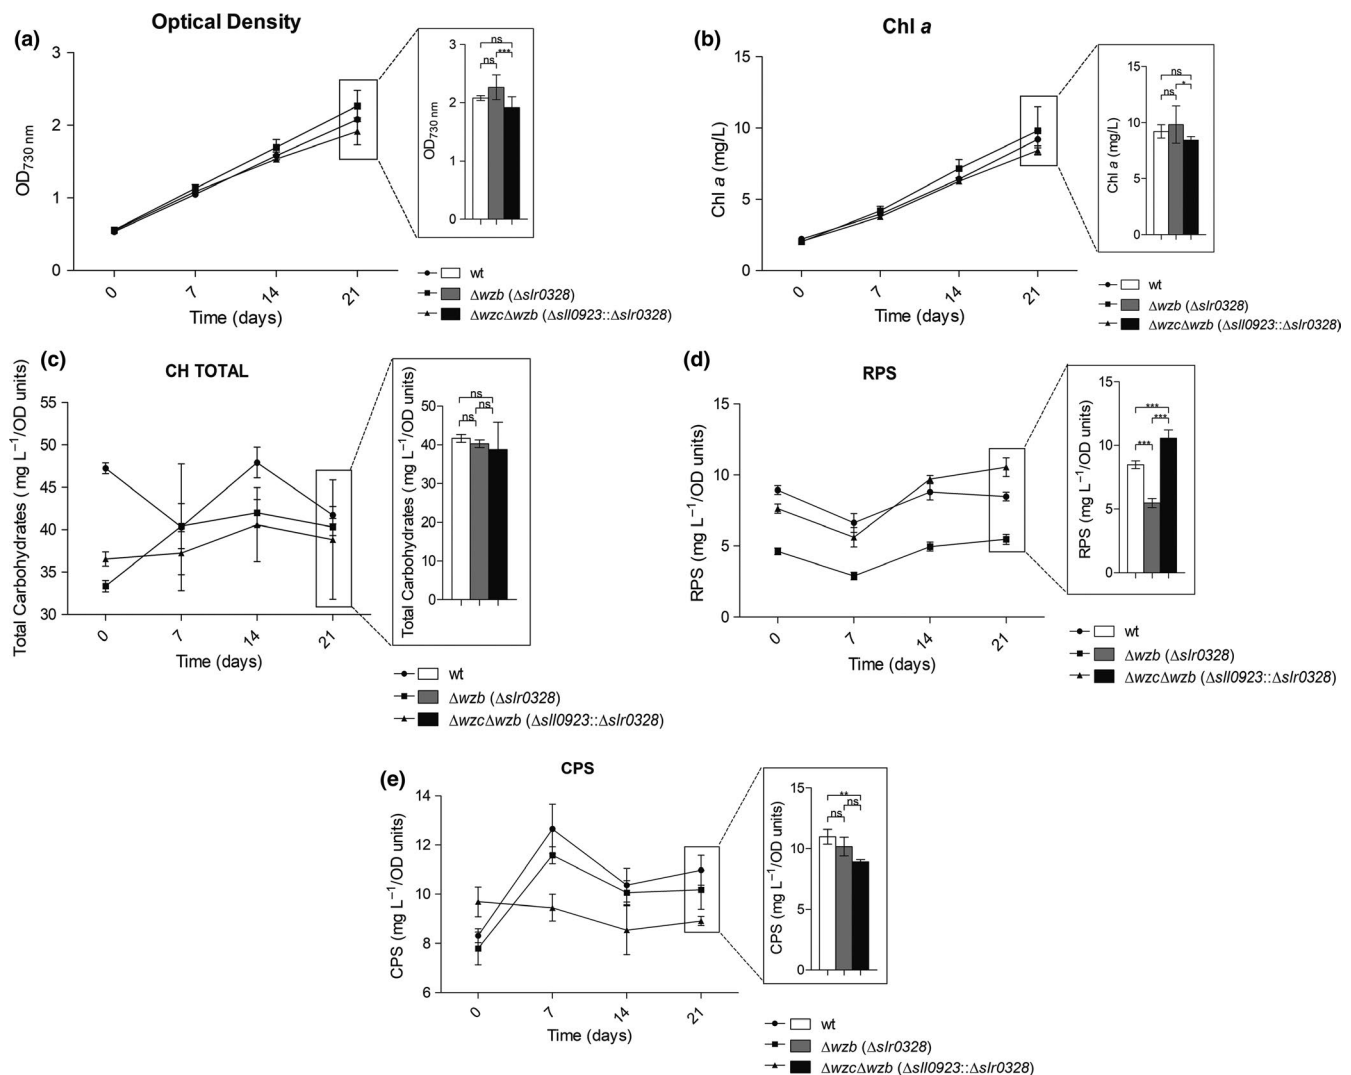 (a)
Optical Density
OD730 nm
3
2
1
0
0
7
14
21
Time (days)
OD730 nm
3
2
1
0
ns
ns
***
wt
Δwzb (Δslr0328)
ΔwzcΔwzb (Δsll0923::Δslr0328)
(b)
Chl a
Chl a (mg/L)
15
10
5
0
0
7
14
21
Time (days)
Chl a (mg/L)
15
10
5
0
ns
ns
*
wt
Δwzb (Δslr0328)
ΔwzcΔwzb (Δsll0923::Δslr0328)
(c)
CH TOTAL
Total Carbohydrates (mg L−1/OD units)
55
50
45
40
35
30
0
7
14
21
Time (days)
Total Carbohydrates (mg L−1/OD units)
50
40
30
20
10
0
ns
ns
ns
wt
Δwzb (Δslr0328)
ΔwzcΔwzb (Δsll0923::Δslr0328)
(d)
RPS
RPS (mg L−1/OD units)
15
10
5
0
0
7
14
21
Time (days)
RPS (mg L−1/OD units)
15
10
5
0
***
***
***
wt
Δwzb (Δslr0328)
ΔwzcΔwzb (Δsll0923::Δslr0328)
(e)
CPS
CPS (mg L−1/OD units)
14
12
10
8
6
0
7
14
21
Time (days)
CPS (mg L−1/OD units)
15
10
5
0
**
ns
ns
wt
Δwzb (Δslr0328)
ΔwzcΔwzb (Δsll0923::Δslr0328)